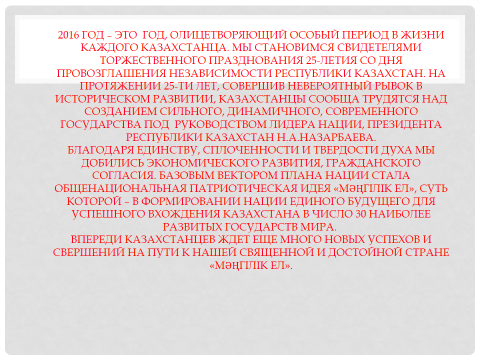 2016 ГОД – ЭТО ГОД, ОЛИЦЕТВОРЯЮЩИЙ ОСОБЫЙ ПЕРИОД В ЖИЗНИ
КАЖДОГО КАЗАХСТАНЦА. МЫ СТАНОВИМСЯ СВИДЕТЕЛЯМИ
ТОРЖЕСТВЕННОГО ПРАЗДНОВАНИЯ 25-ЛЕТИЯ СО ДНЯ
ПРОВОЗГЛАШЕНИЯ НЕЗАВИСИМОСТИ РЕСПУБЛИКИ КАЗАХСТАН. НА
ПРОТЯЖЕНИИ 25-ТИ ЛЕТ, СОВЕРШИВ НЕВЕРОЯТНЫЙ РЫВОК В
ИСТОРИЧЕСКОМ РАЗВИТИИ, КАЗАХСТАНЦЫ СООБЩА ТРУДЯТСЯ НАД
СОЗДАНИЕМ СИЛЬНОГО, ДИНАМИЧНОГО, СОВРЕМЕННОГО
ГОСУДАРСТВА ПОД РУКОВОДСТВОМ ЛИДЕРА НАЦИИ, ПРЕЗИДЕНТА
РЕСПУБЛИКИ КАЗАХСТАН Н.А.НАЗАРБАЕВА.
БЛАГОДАРЯ ЕДИНСТВУ, СПЛОЧЕННОСТИ И ТВЕРДОСТИ ДУХА МЫ
ДОБИЛИСЬ ЭКОНОМИЧЕСКОГО РАЗВИТИЯ, ГРАЖДАНСКОГО
СОГЛАСИЯ. БАЗОВЫМ ВЕКТОРОМ ПЛАНА НАЦИИ СТАЛА
ОБЩЕНАЦИОНАЛЬНАЯ ПАТРИОТИЧЕСКАЯ ИДЕЯ «МӘҢГІЛІК ЕЛ», СУТЬ
КОТОРОЙ – В ФОРМИРОВАНИИ НАЦИИ ЕДИНОГО БУДУЩЕГО ДЛЯ
УСПЕШНОГО ВХОЖДЕНИЯ КАЗАХСТАНА В ЧИСЛО 30 НАИБОЛЕЕ
РАЗВИТЫХ ГОСУДАРСТВ МИРА.
ВПЕРЕДИ КАЗАХСТАНЦЕВ ЖДЕТ ЕЩЕ МНОГО НОВЫХ УСПЕХОВ И
СВЕРШЕНИЙ НА ПУТИ К НАШЕЙ СВЯЩЕННОЙ И ДОСТОЙНОЙ СТРАНЕ
«МӘҢГІЛІК ЕЛ».